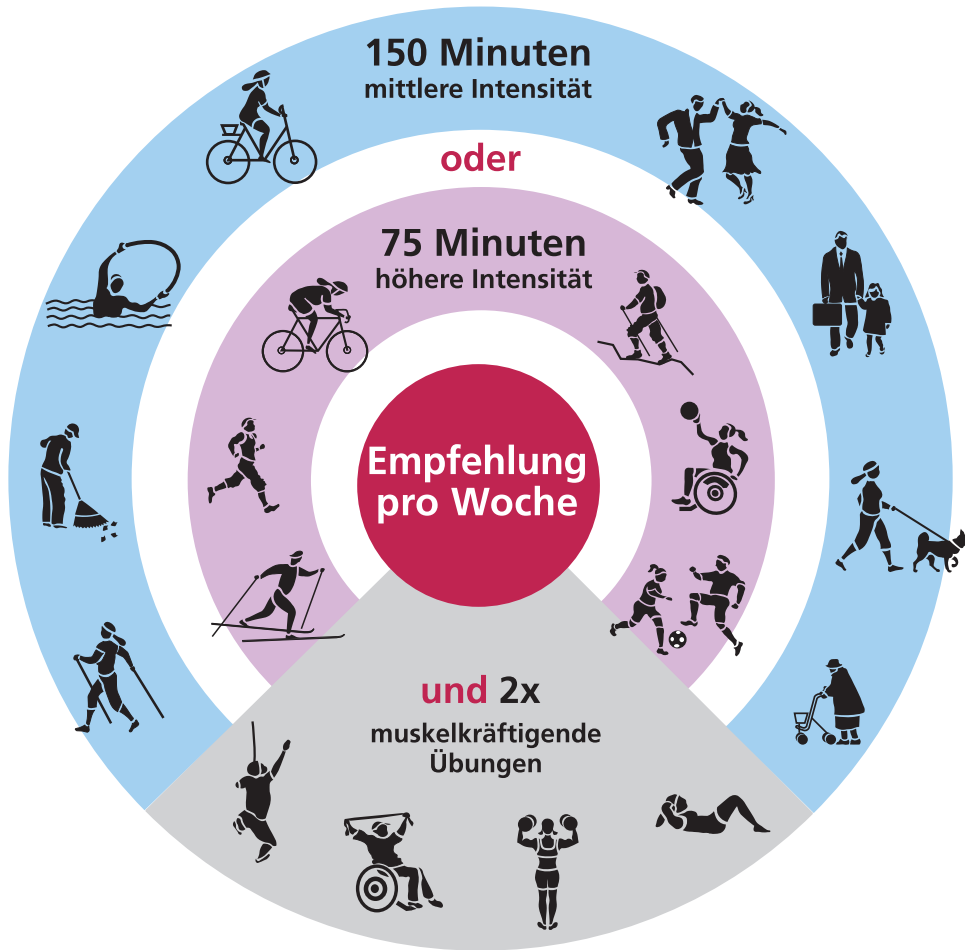 150 Minuten
mittlere Intensität
oder
75 Minuten
höhere Intensität
Empfehlung
pro Woche
und 2x
muskelkräftigende
Übungen